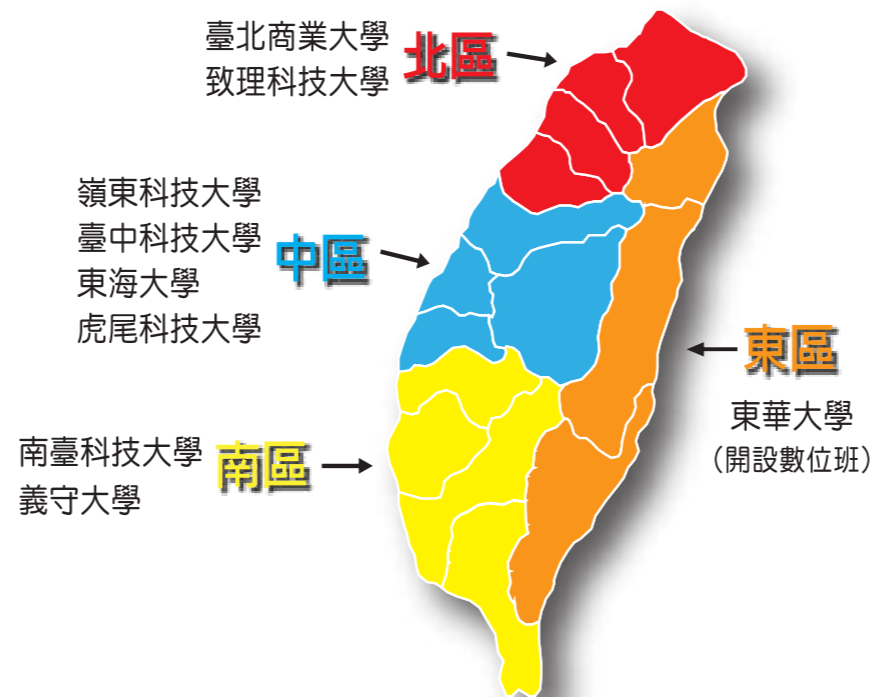 臺北商業大學
致理科技大學
北區
嶺東科技大學
臺中科技大學
東海大學
虎尾科技大學
中區
東區
東華大學
（開設數位班）
南臺科技大學
義守大學
南區